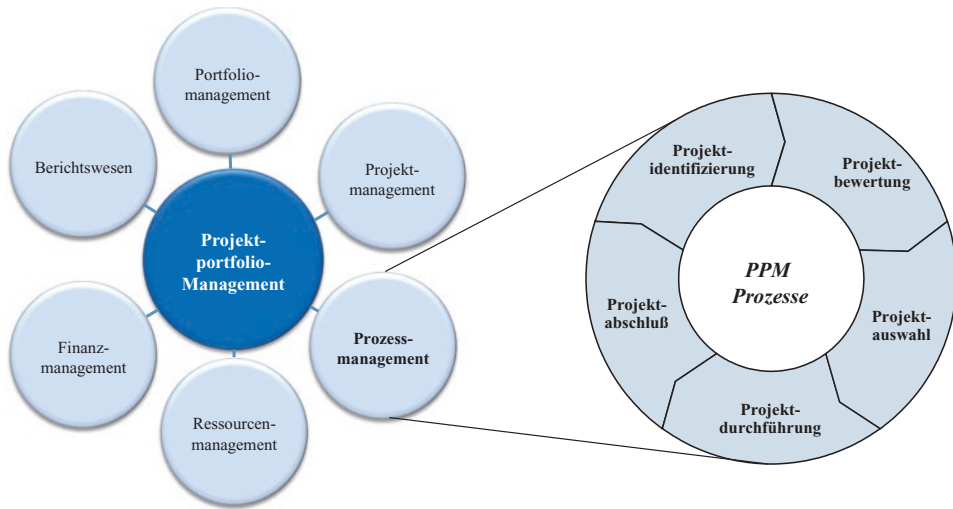 Portfolio-
management
Berichtswesen
Projekt-
management
Projekt-
portfolio-
Management
Finanz-
management
Prozess-
management
Ressourcen-
management
Projekt-
identifizierung
Projekt-
bewertung
PPM
Prozesse
Projekt-
abschluß
Projekt-
auswahl
Projekt-
durchführung